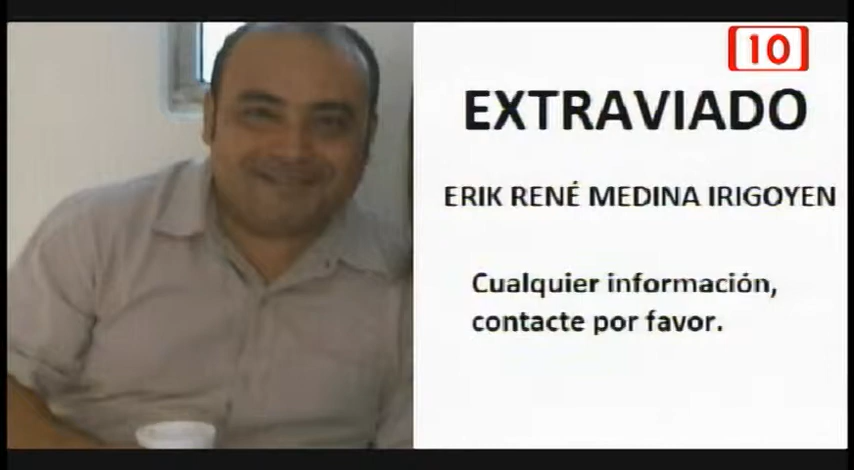 10
EXTRAVIADO
ERIK RENÉ MEDINA IRIGOYEN
Cualquier información,
contacte por favor.